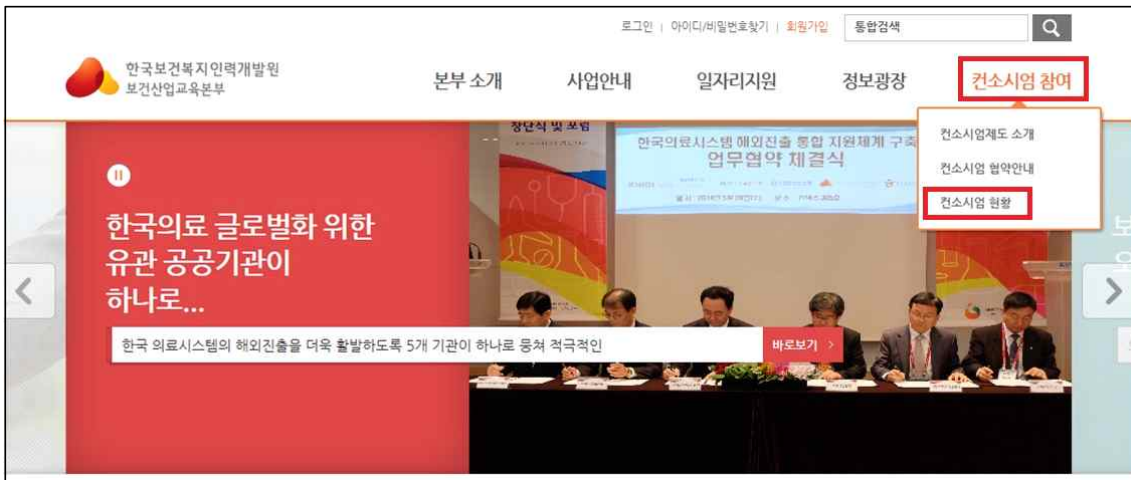 로그인 | 아이디/비밀번호찾기 | 회원가입 통합검색
한국보건복지인력개발원
보건산업교육본부
본부 소개 사업안내 일자리지원 정보광장 컨소시엄 참여
컨소시엄제도 소개
컨소시엄 협약안내
컨소시엄 현황
창단식 및 포럼
한국의료시스템 해외진출 통합 지원체계 구축
업무협약 체결식
한국의료 글로벌화 위한
유관 공공기관이
하나로...
한국 의료시스템의 해외진출을 더욱 활발하도록 5개 기관이 하나로 뭉쳐 적극적인
바로보기 >